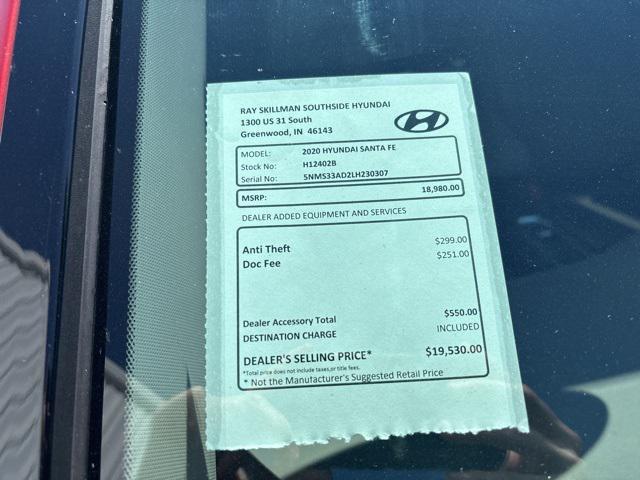 RAY SKILLMAN SOUTHSIDE HYUNDAI
1300 US 31 South
Greenwood, IN 46143
MODEL: 2020 HYUNDAI SANTA FE
Stock No: H12402B
Serial No: 5NMS33AD2LH230307
MSRP: 18,980.00
DEALER ADDED EQUIPMENT AND SERVICES
Anti Theft $299.00
Doc Fee $251.00
Dealer Accessory Total $550.00
DESTINATION CHARGE INCLUDED
DEALER'S SELLING PRICE* $19,530.00
*Total price does not include taxes,or title fees.
* Not the Manufacturer's Suggested Retail Price